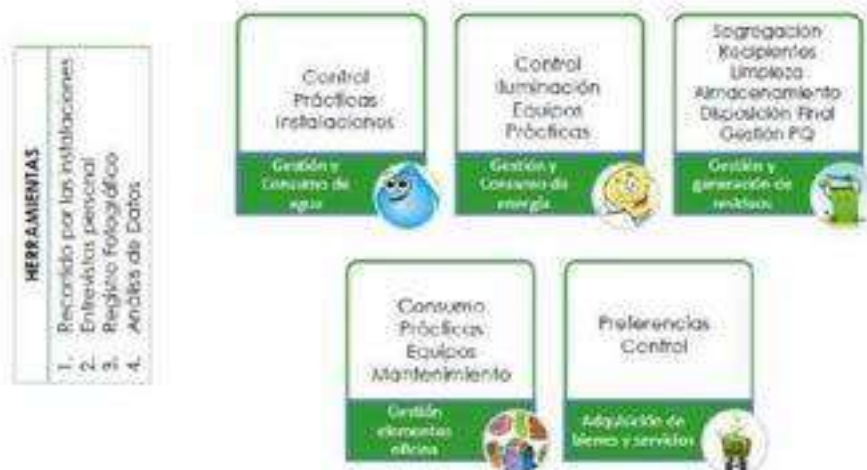 HERRAMIENTAS
1. Recorrido por las instalaciones
2. Entrevistas personal
3. Registro Fotográfico
4. Análisis de Datos
Control
Prácticas
Instalaciones
Gestión y
Consumo de
agua
Control
Iluminación
Equipos
Prácticas
Gestión y
Consumo de
energía
Segregación
Recipientes
Limpieza
Almacenamiento
Disposición Final
Gestión PQ
Gestión y
generación de
residuos
Consumo
Prácticas
Equipos
Mantenimiento
Gestión
elementos
oficina
Preferencias
Control
Adquisición de
bienes y servicios